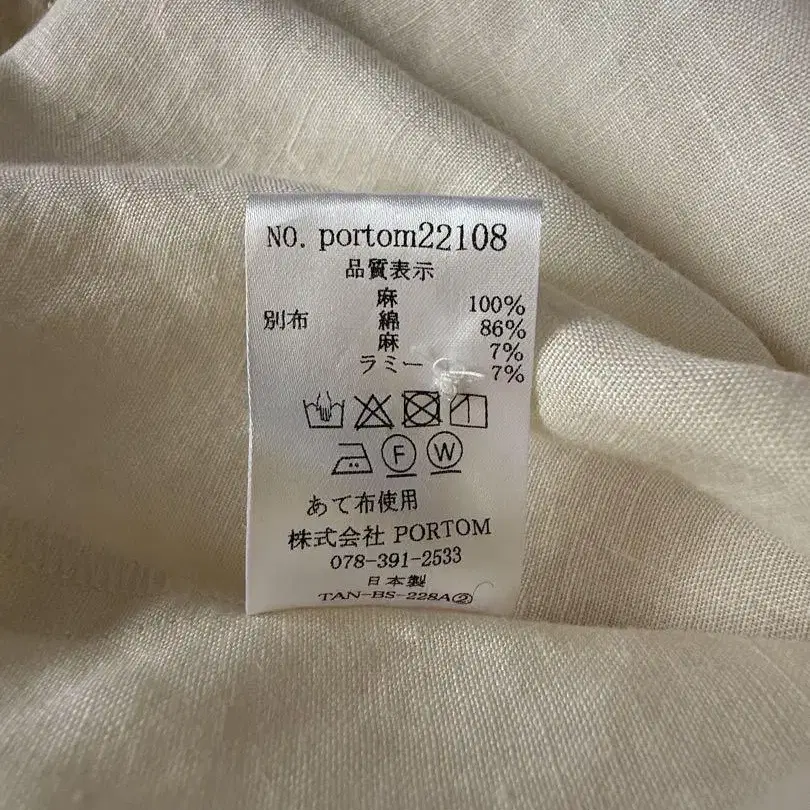 NO. portom22108
品質表示
麻 100%
別布 綿 86%
麻 7%
ラミー 7%
F W
あて布使用
株式会社 PORTOM
078-391-2533
日本製
TAN-BS-228A②